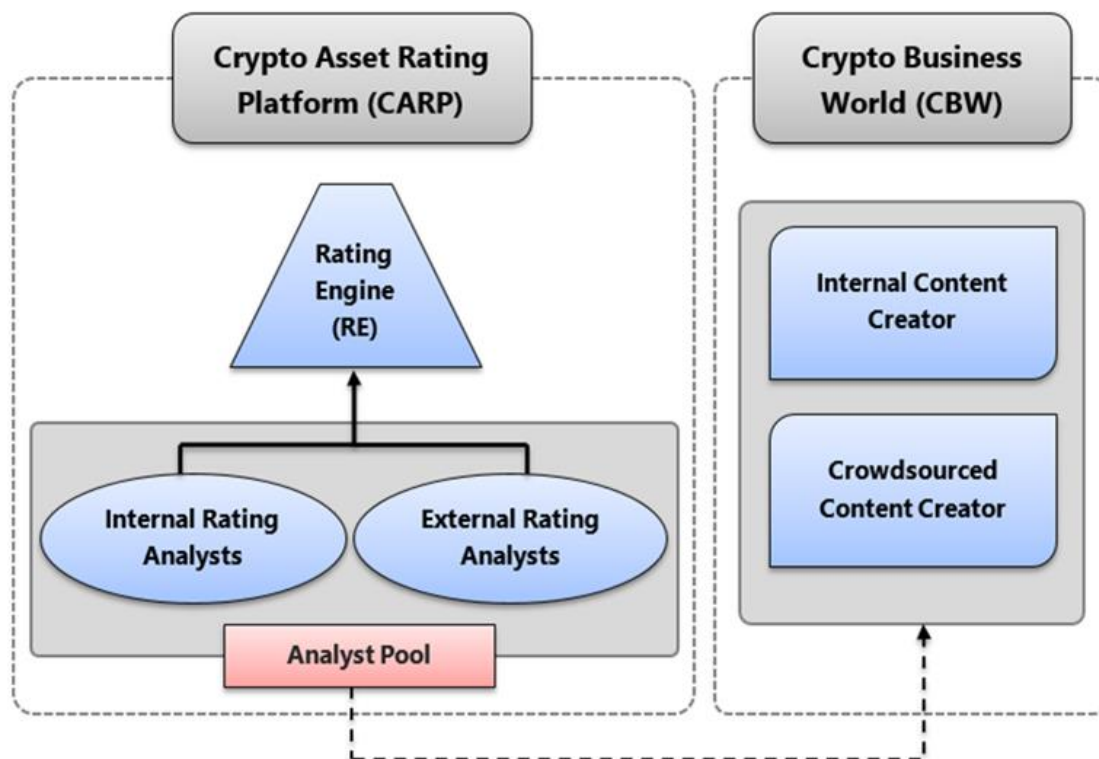 Crypto Asset Rating
Platform (CARP)
Crypto Business
World (CBW)
Rating
Engine
(RE)
Internal Content
Creator
Crowdsourced
Content Creator
Internal Rating
Analysts
External Rating
Analysts
Analyst Pool